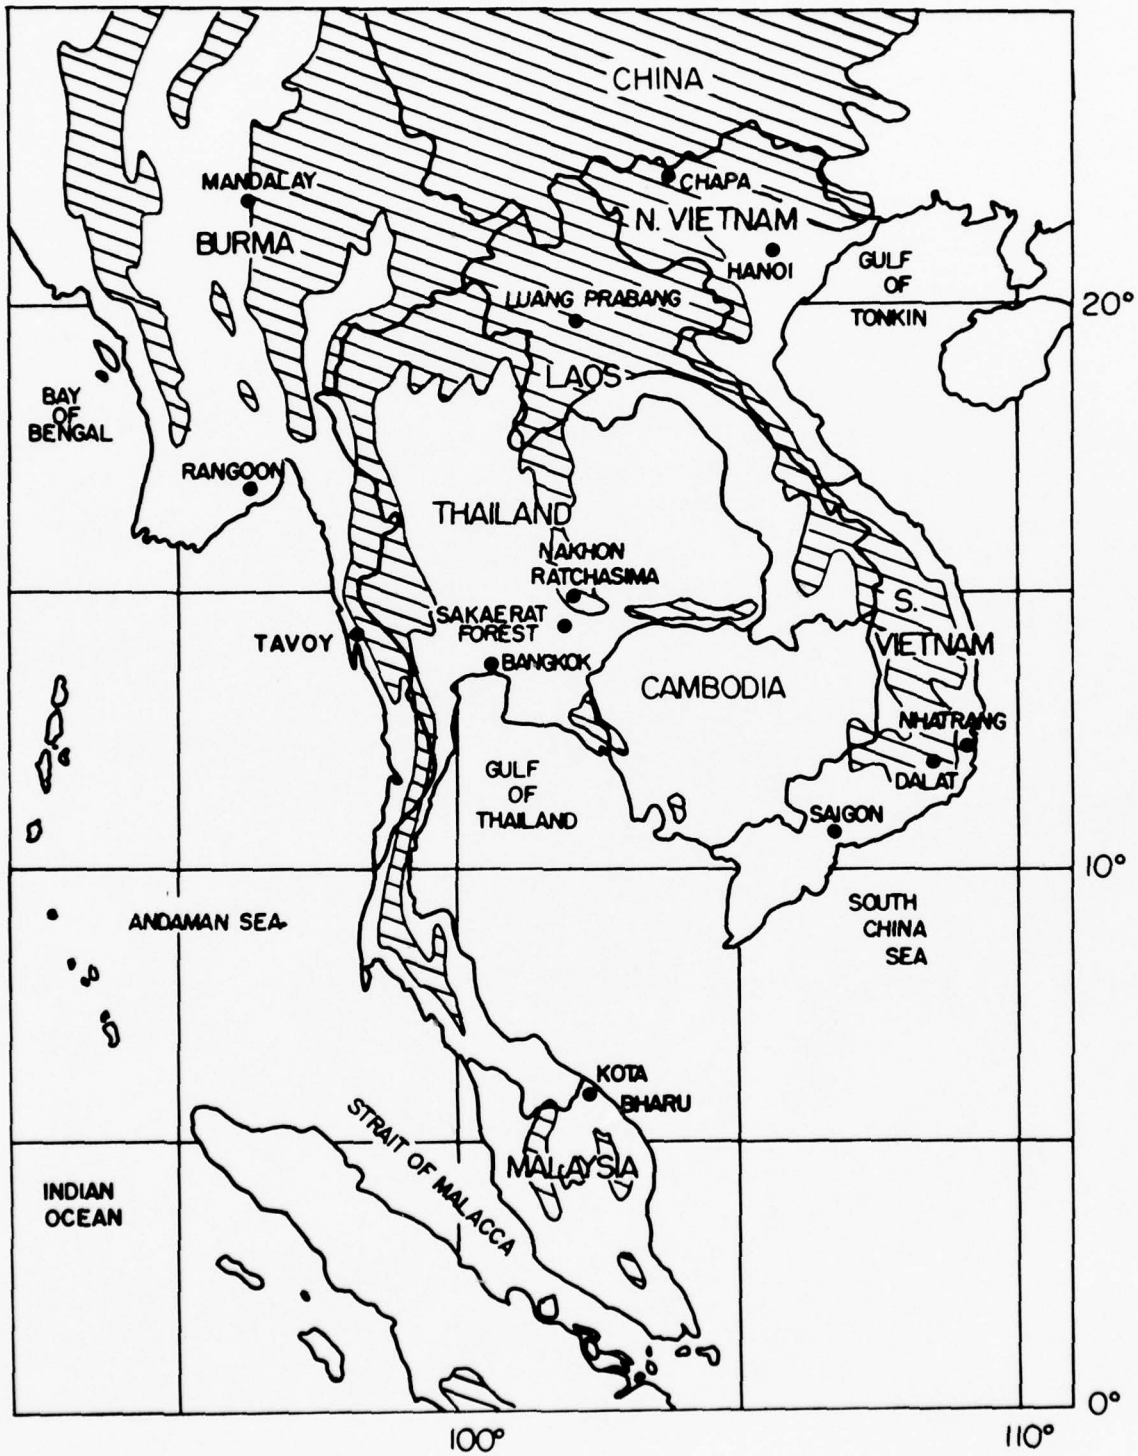 CHINA
MANDALAY
CHAPA
N. VIETNAM
BURMA
HANOI
GULF
OF
TONKIN
LUANG PRABANG
20°
LAOS
BAY
OF
BENGAL
RANGOON
THAILAND
NAKHON
RATCHASIMA
SAKAERAT
FOREST
S.
VIETNAM
TAVOY
BANGKOK
CAMBODIA
NHATRANG
DALAT
GULF
OF
THAILAND
SAIGON
10°
ANDAMAN SEA
SOUTH
CHINA
SEA
KOTA
BHARU
STRAIT OF MALACCA
MALAYSIA
INDIAN
OCEAN
0°
100°
110°